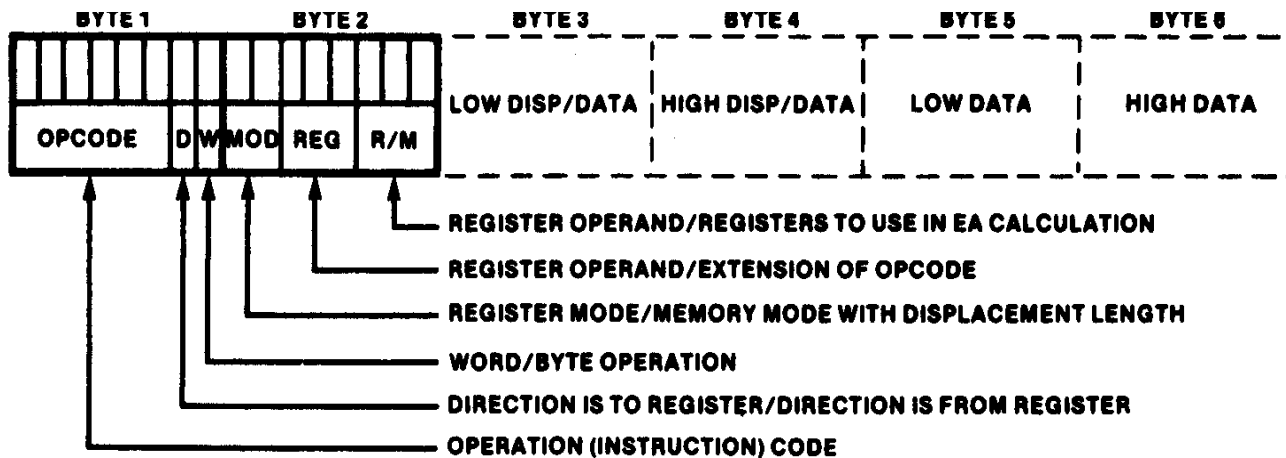 BYTE 1 BYTE 2 BYTE 3 BYTE 4 BYTE 5 BYTE 6
LOW DISP/DATA HIGH DISP/DATA LOW DATA HIGH DATA
OPCODE D W MOD REG R/M
REGISTER OPERAND/REGISTERS TO USE IN EA CALCULATION
REGISTER OPERAND/EXTENSION OF OPCODE
REGISTER MODE/MEMORY MODE WITH DISPLACEMENT LENGTH
WORD/BYTE OPERATION
DIRECTION IS TO REGISTER/DIRECTION IS FROM REGISTER
OPERATION (INSTRUCTION) CODE